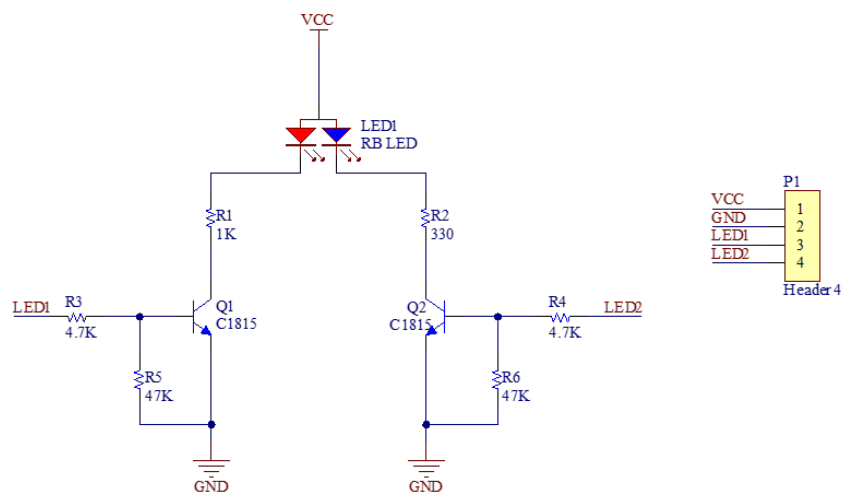 VCC
LED1
RB LED
R1
1K
R2
330
P1
VCC
1
GND
2
LED1
3
LED2
4
Header 4
LED1
R3
4.7K
Q1
C1815
Q2
C1815
R4
4.7K
LED2
R5
47K
R6
47K
GND
GND